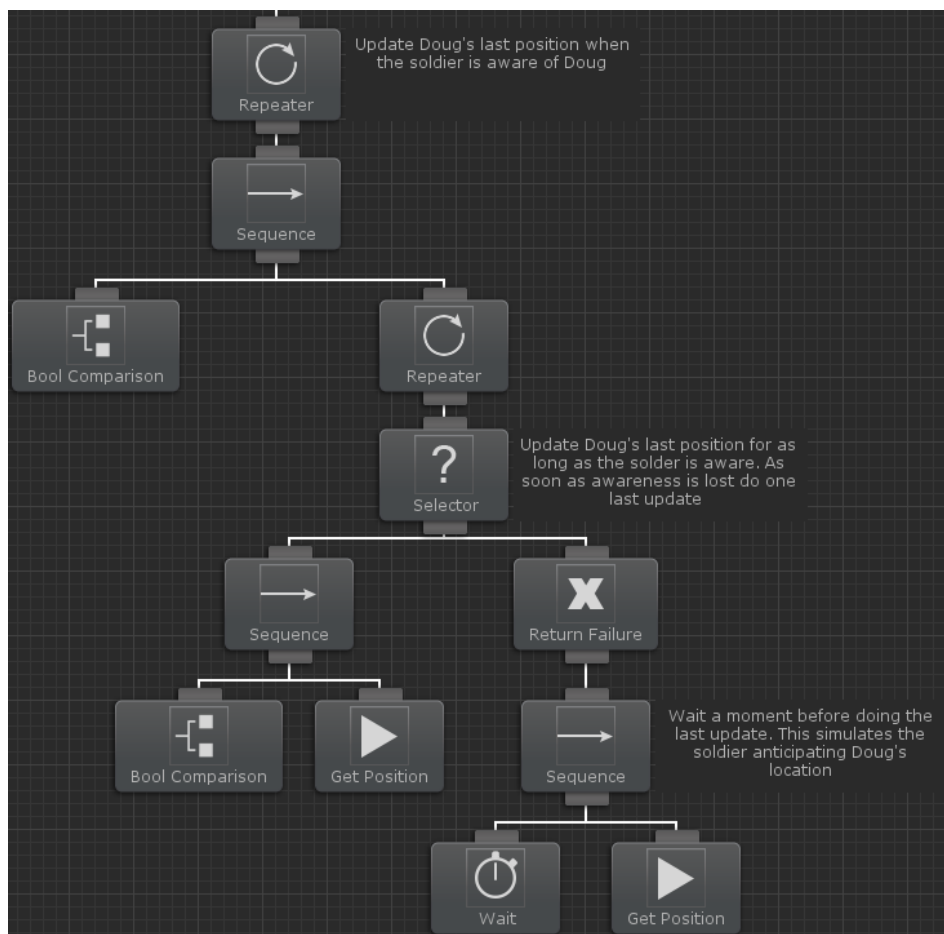 Update Doug's last position when
the soldier is aware of Doug
Repeater
Sequence
Bool Comparison
Repeater
?
Selector
Update Doug's last position for as
long as the solder is aware. As
soon as awareness is lost do one
last update
Sequence
X
Return Failure
Bool Comparison
Get Position
Sequence
Wait a moment before doing the
last update. This simulates the
soldier anticipating Doug's
location
Wait
Get Position